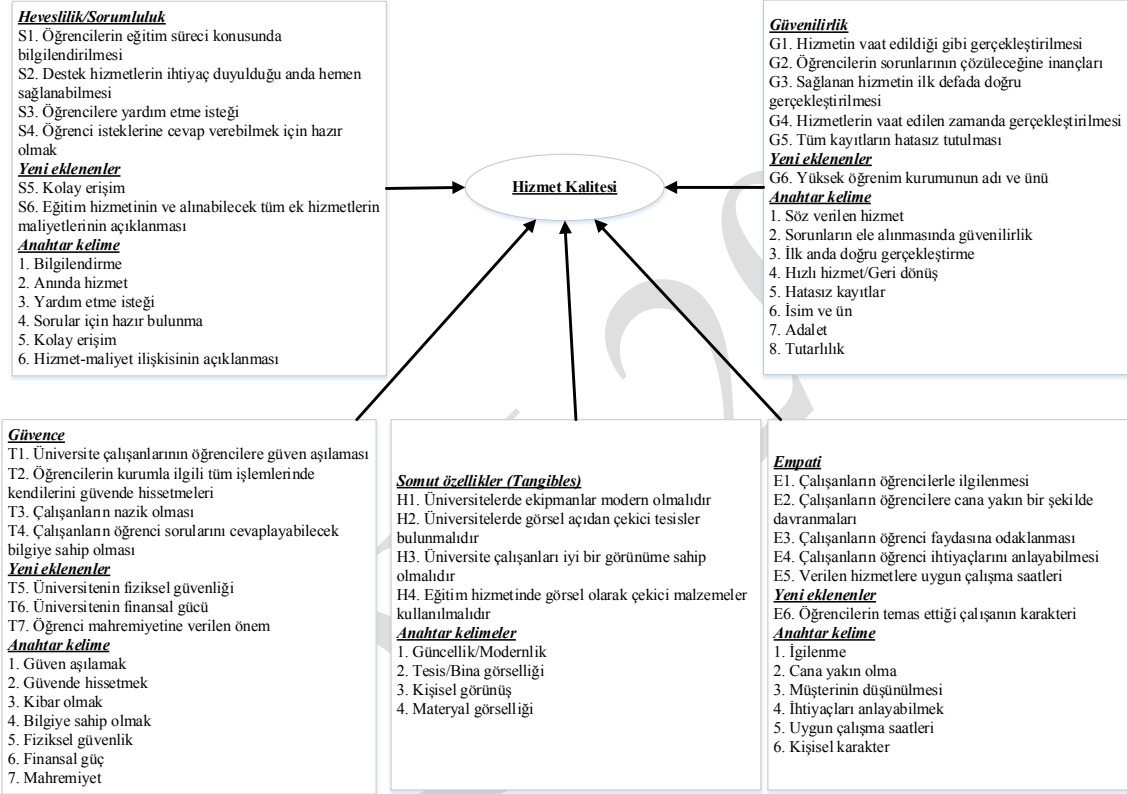 Heveslilik/Sorumluluk
S1. Öğrencilerin eğitim süreci konusunda
bilgilendirilmesi
S2. Destek hizmetlerin ihtiyaç duyulduğu anda hemen
sağlanabilmesi
S3. Öğrencilere yardım etme isteği
S4. Öğrenci isteklerine cevap verebilmek için hazır
olmak
Yeni eklenenler
S5. Kolay erişim
S6. Eğitim hizmetinin ve alınabilecek tüm ek hizmetlerin
maliyetlerinin açıklanması
Anahtar kelime
1. Bilgilendirme
2. Anında hizmet
3. Yardım etme isteği
4. Sorular için hazır bulunma
5. Kolay erişim
6. Hizmet-maliyet ilişkisinin açıklanması
Hizmet Kalitesi
Güvenilirlik
G1. Hizmetin vaat edildiği gibi gerçekleştirilmesi
G2. Öğrencilerin sorunlarının çözüleceğine inançları
G3. Sağlanan hizmetin ilk defada doğru
gerçekleştirilmesi
G4. Hizmetlerin vaat edilen zamanda gerçekleştirilmesi
G5. Tüm kayıtların hatasız tutulması
Yeni eklenenler
G6. Yüksek öğrenim kurumunun adı ve ünü
Anahtar kelime
1. Söz verilen hizmet
2. Sorunların ele alınmasında güvenilirlik
3. İlk anda doğru gerçekleştirme
4. Hızlı hizmet/Geri dönüş
5. Hatasız kayıtlar
6. İsim ve ün
7. Adalet
8. Tutarlılık
Güvence
T1. Üniversite çalışanlarının öğrencilere güven aşılaması
T2. Öğrencilerin kurumla ilgili tüm işlemlerinde
kendilerini güvende hissetmeleri
T3. Çalışanların nazik olması
T4. Çalışanların öğrenci sorularını cevaplayabilecek
bilgiye sahip olması
Yeni eklenenler
T5. Üniversitenin fiziksel güvenliği
T6. Üniversitenin finansal gücü
T7. Öğrenci mahremiyetine verilen önem
Anahtar kelime
1. Güven aşılamak
2. Güvende hissetmek
3. Kibar olmak
4. Bilgiye sahip olmak
5. Fiziksel güvenlik
6. Finansal güç
7. Mahremiyet
Somut özellikler (Tangibles)
H1. Üniversitelerde ekipmanlar modern olmalıdır
H2. Üniversitelerde görsel açıdan çekici tesisler
bulunmalıdır
H3. Üniversite çalışanları iyi bir görünüme sahip
olmalıdır
H4. Eğitim hizmetinde görsel olarak çekici malzemeler
kullanılmalıdır
Anahtar kelimeler
1. Güncellik/Modernlik
2. Tesis/Bina görselliği
3. Kişisel görünüş
4. Materyal görselliği
Empati
E1. Çalışanların öğrencilerle ilgilenmesi
E2. Çalışanların öğrencilere cana yakın bir şekilde
davranmaları
E3. Çalışanların öğrenci faydasına odaklanması
E4. Çalışanların öğrenci ihtiyaçlarını anlayabilmesi
E5. Verilen hizmetlere uygun çalışma saatleri
Yeni eklenenler
E6. Öğrencilerin temas ettiği çalışanın karakteri
Anahtar kelime
1. İgilenme
2. Cana yakın olma
3. Müşterinin düşünülmesi
4. İhtiyaçları anlayabilmek
5. Uygun çalışma saatleri
6. Kişisel karakter